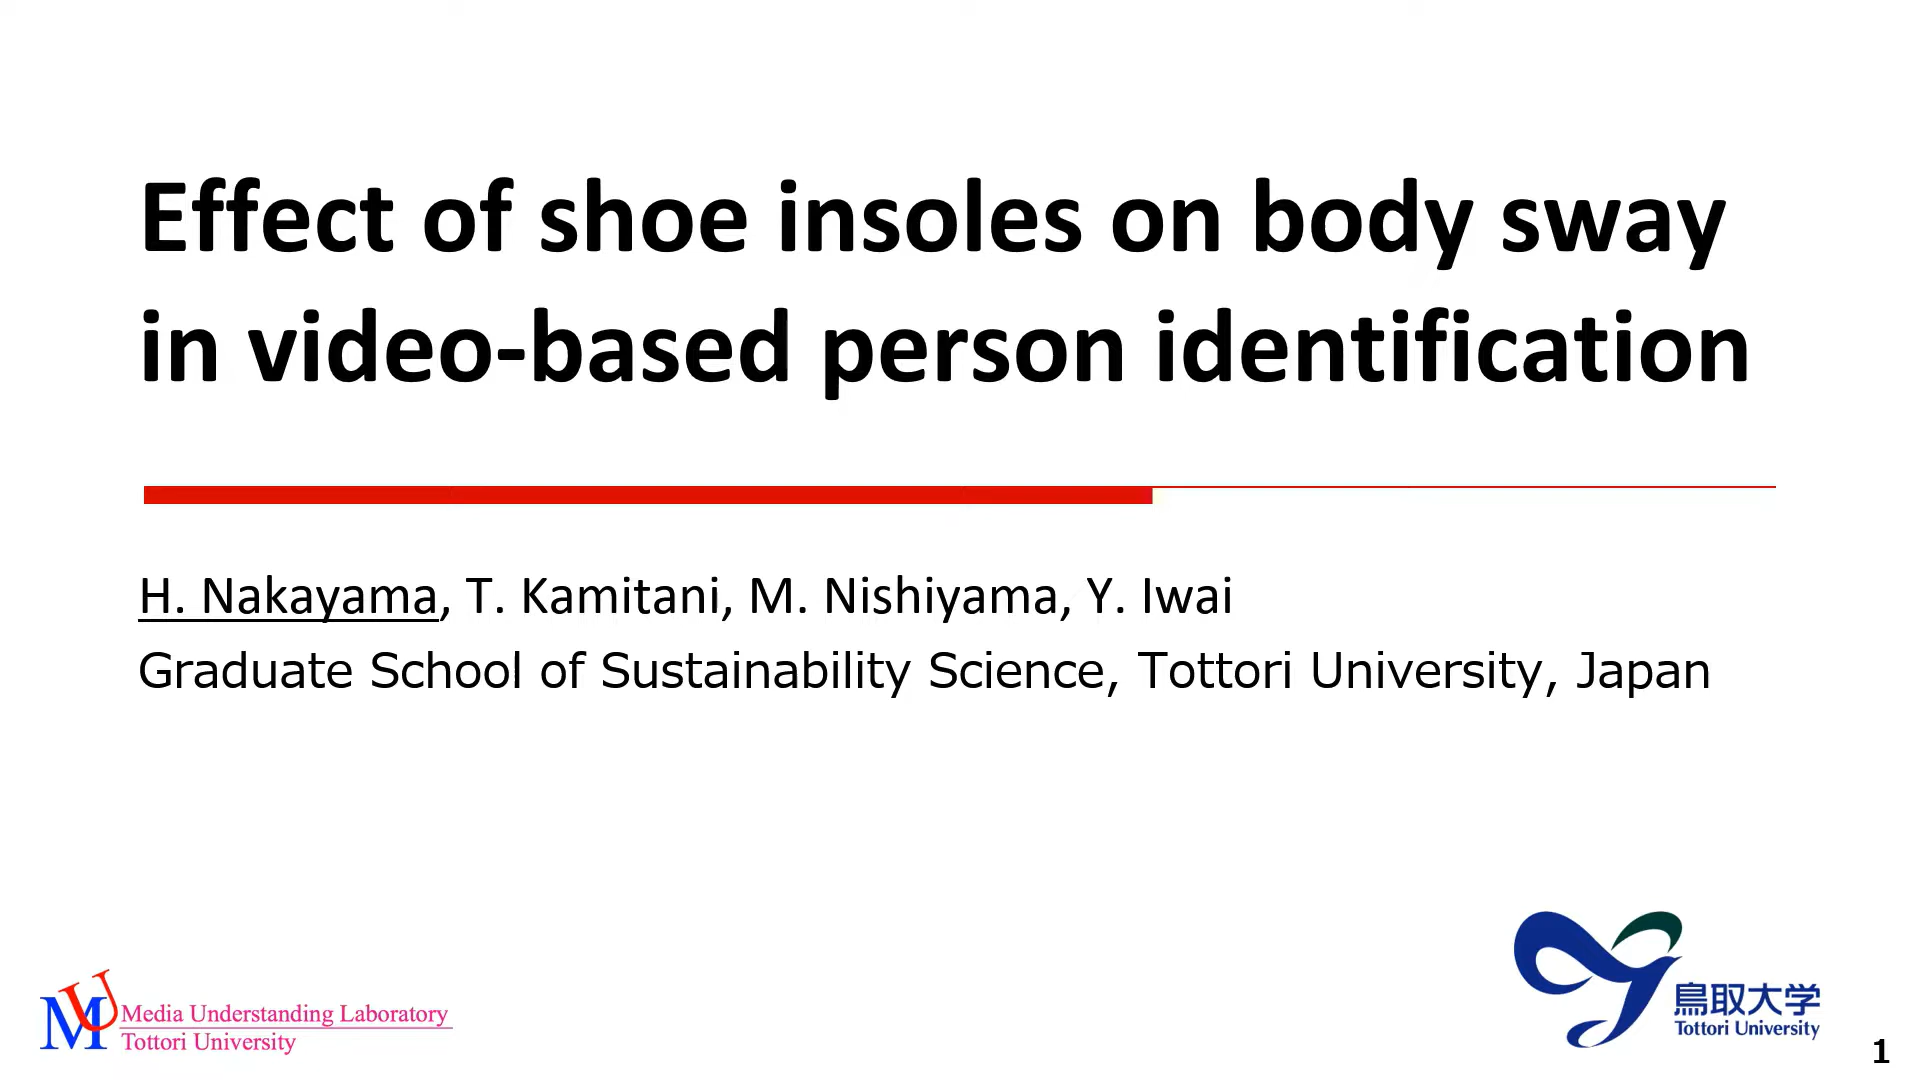 Effect of shoe insoles on body sway
in video-based person identification
H. Nakayama, T. Kamitani, M. Nishiyama, Y. Iwai
Graduate School of Sustainability Science, Tottori University, Japan
MU
Media Understanding Laboratory
Tottori University
鳥取大学
Tottori University
1